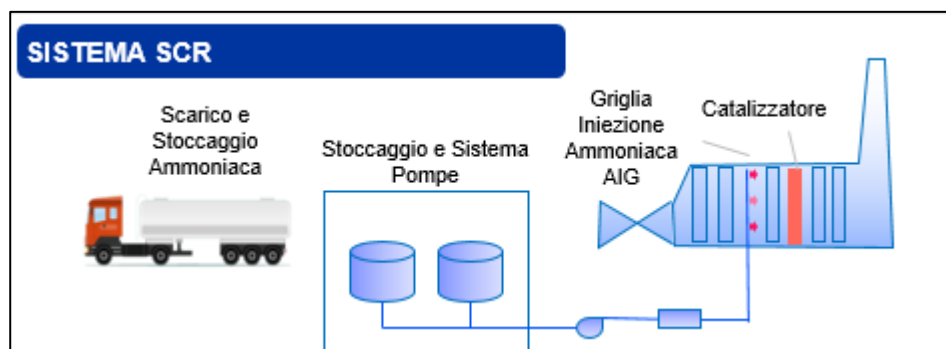 SISTEMA SCR
Scarico e
Stoccaggio
Ammoniaca
Stoccaggio e Sistema
Pompe
Griglia
Iniezione
Ammoniaca
AIG
Catalizzatore